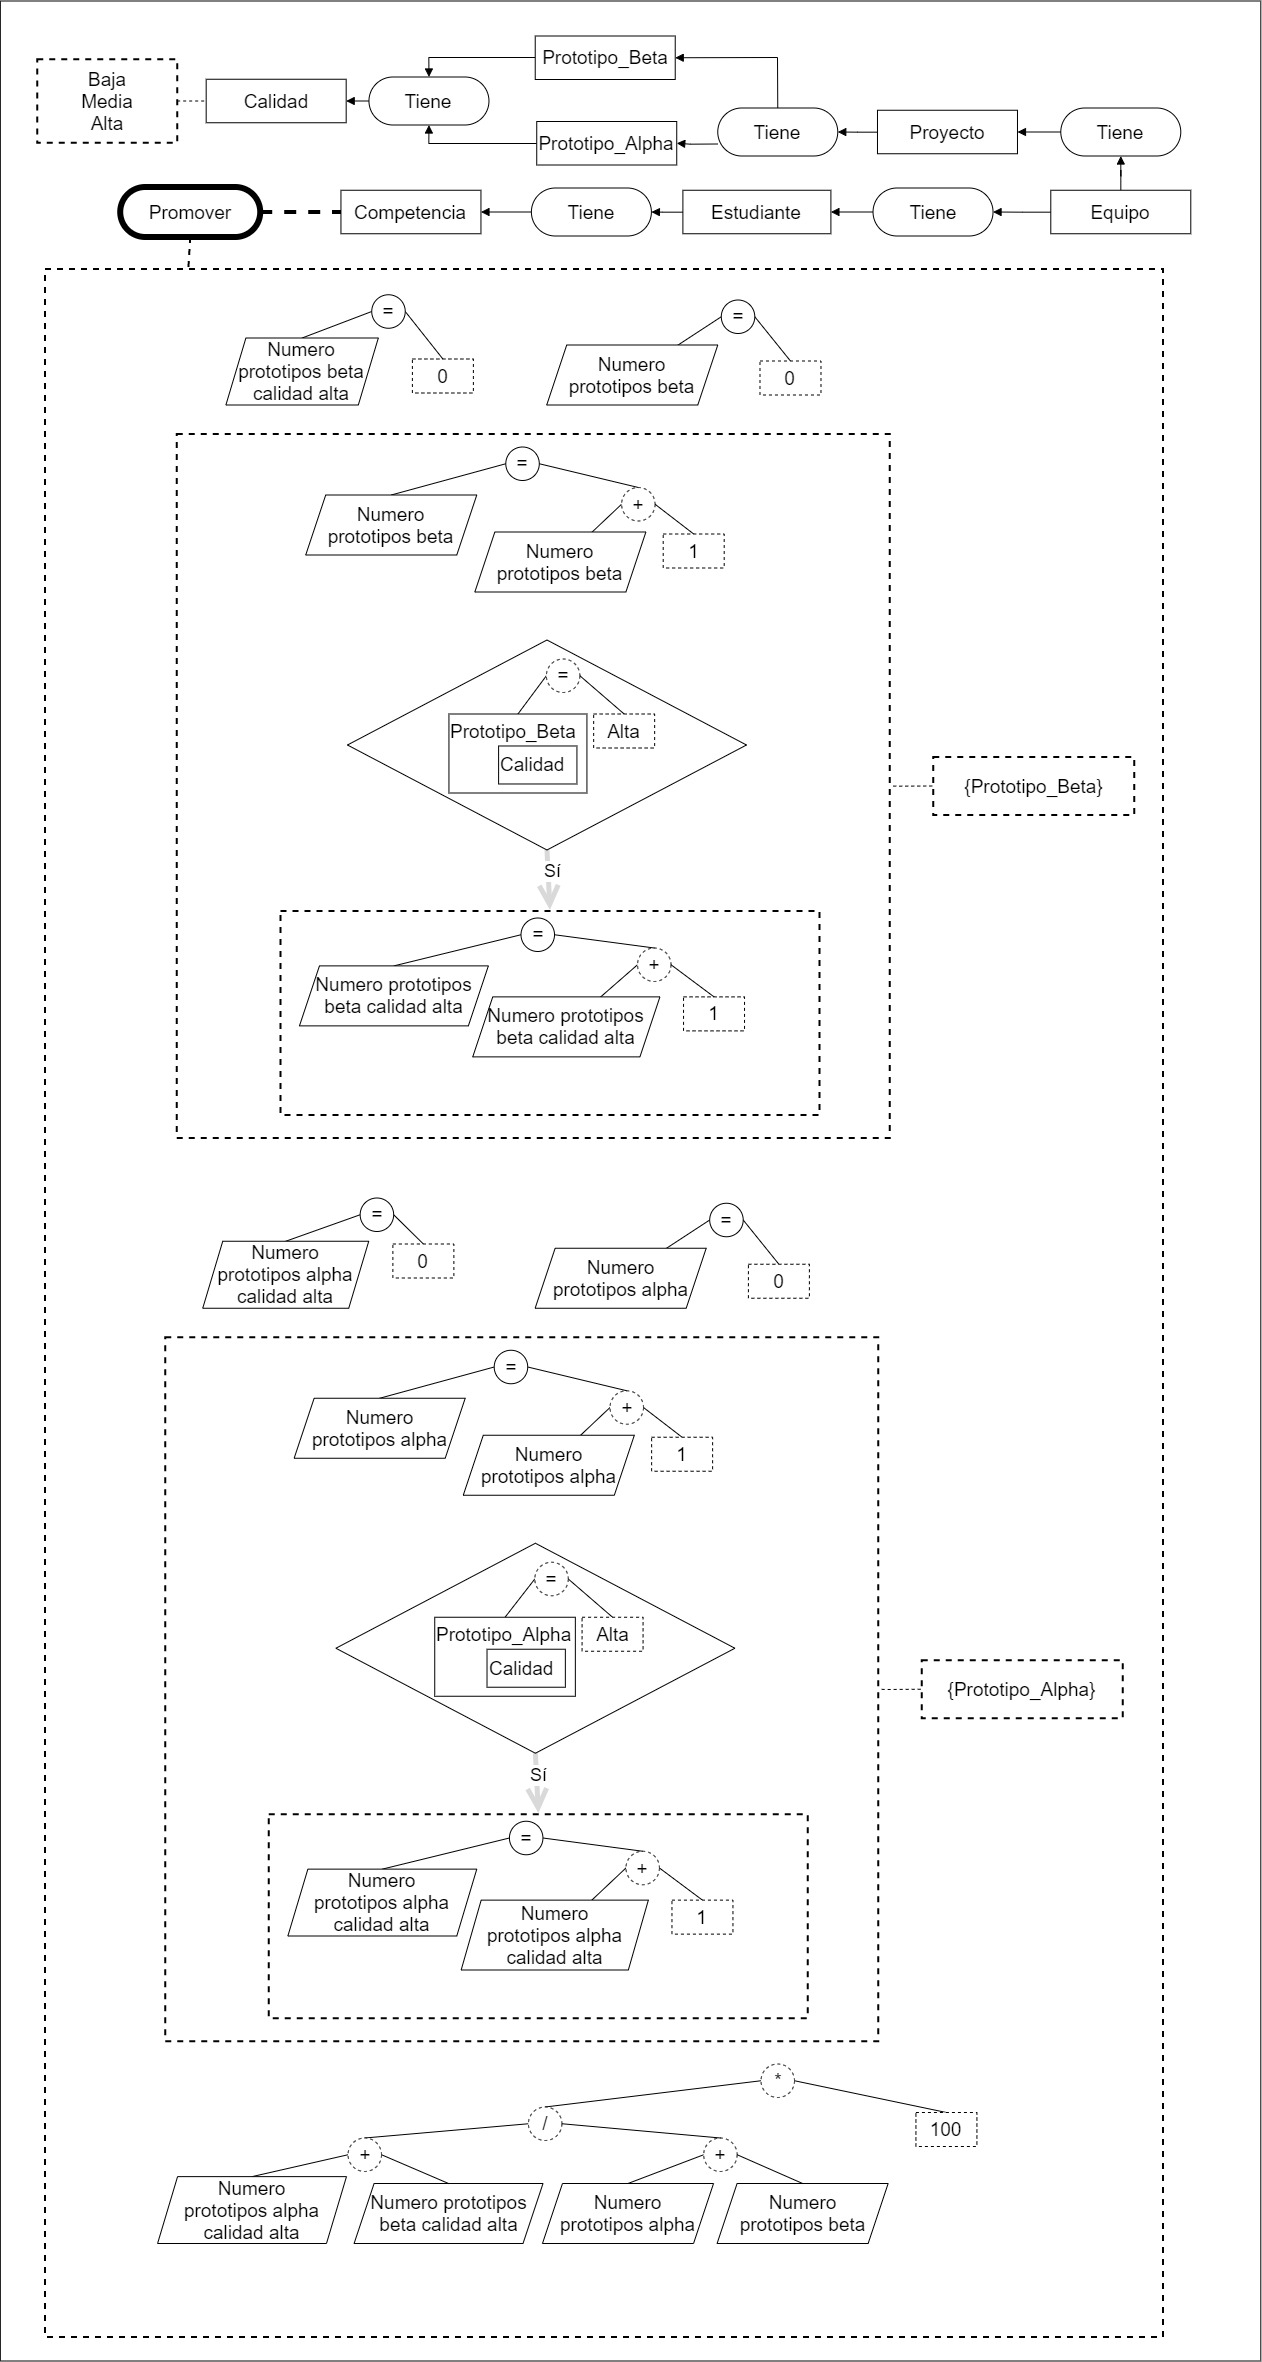 Baja
Media
Alta
Calidad
Tiene
Prototipo_Beta
Prototipo_Alpha
Tiene
Proyecto
Tiene
Promover
Competencia
Tiene
Estudiante
Tiene
Equipo
=
Numero
prototipos beta
calidad alta
0
=
Numero
prototipos beta
0
=
Numero
prototipos beta
+
Numero
prototipos beta
1
=
Prototipo_Beta
Calidad
Alta
{Prototipo_Beta}
Sí
=
Numero prototipos
beta calidad alta
+
Numero prototipos
beta calidad alta
1
=
Numero
prototipos alpha
calidad alta
0
=
Numero
prototipos alpha
0
=
Numero
prototipos alpha
+
Numero
prototipos alpha
1
=
Prototipo_Alpha
Calidad
Alta
{Prototipo_Alpha}
Sí
=
Numero
prototipos alpha
calidad alta
+
Numero
prototipos alpha
calidad alta
1
*
/
100
+
+
Numero
prototipos alpha
calidad alta
Numero prototipos
beta calidad alta
Numero
prototipos alpha
Numero
prototipos beta